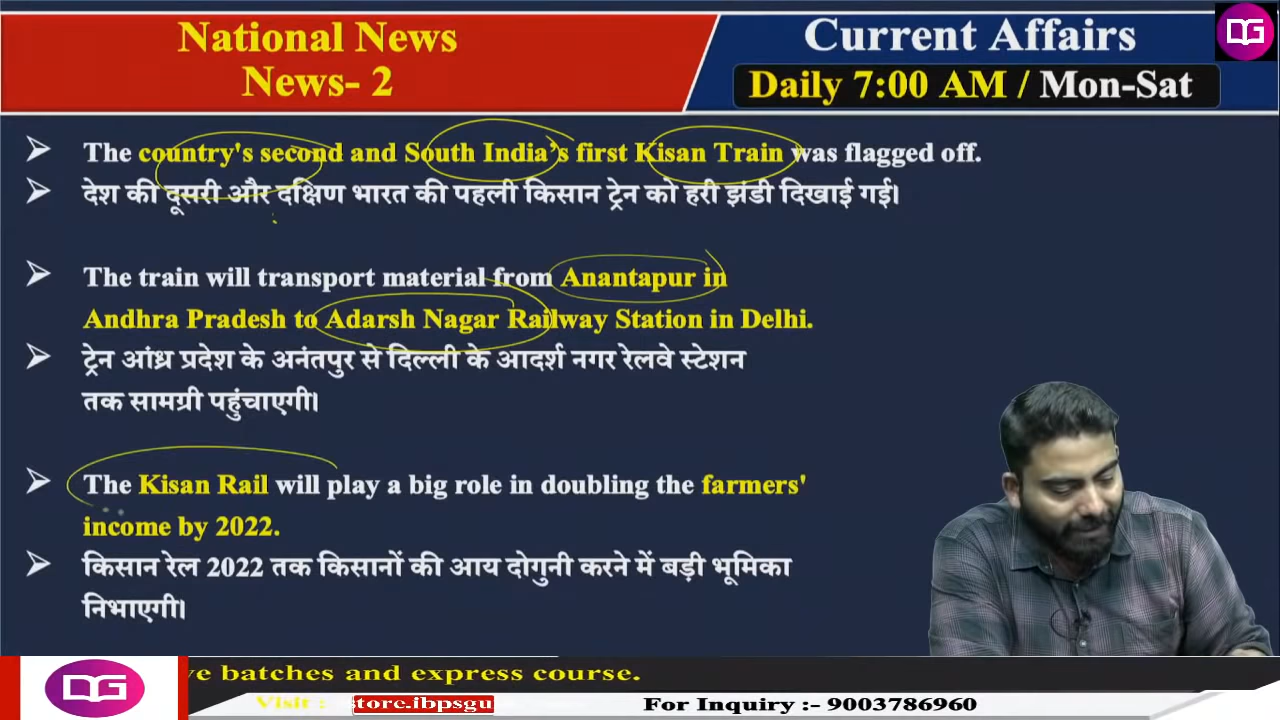 National News
News- 2
Current Affairs
Daily 7:00 AM / Mon-Sat
The country's second and South India's first Kisan Train was flagged off.
देश की दूसरी और दक्षिण भारत की पहली किसान ट्रेन को हरी झंडी दिखाई गई।
The train will transport material from Anantapur in
Andhra Pradesh to Adarsh Nagar Railway Station in Delhi.
ट्रेन आंध्र प्रदेश के अनंतपुर से दिल्ली के आदर्श नगर रेलवे स्टेशन
तक सामग्री पहुंचाएगी।
The Kisan Rail will play a big role in doubling the farmers'
income by 2022.
किसान रेल 2022 तक किसानों की आय दोगुनी करने में बड़ी भूमिका
निभाएगी।
ve batches and express course.
Visit : store.ibpsgu
For Inquiry :- 9003786960